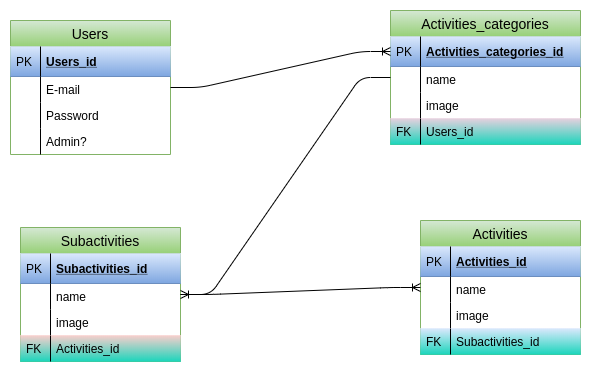 Users
PK Users_id
E-mail
Password
Admin?
Activities_categories
PK Activities_categories_id
name
image
FK Users_id
Subactivities
PK Subactivities_id
name
image
FK Activities_id
Activities
PK Activities_id
name
image
FK Subactivities_id